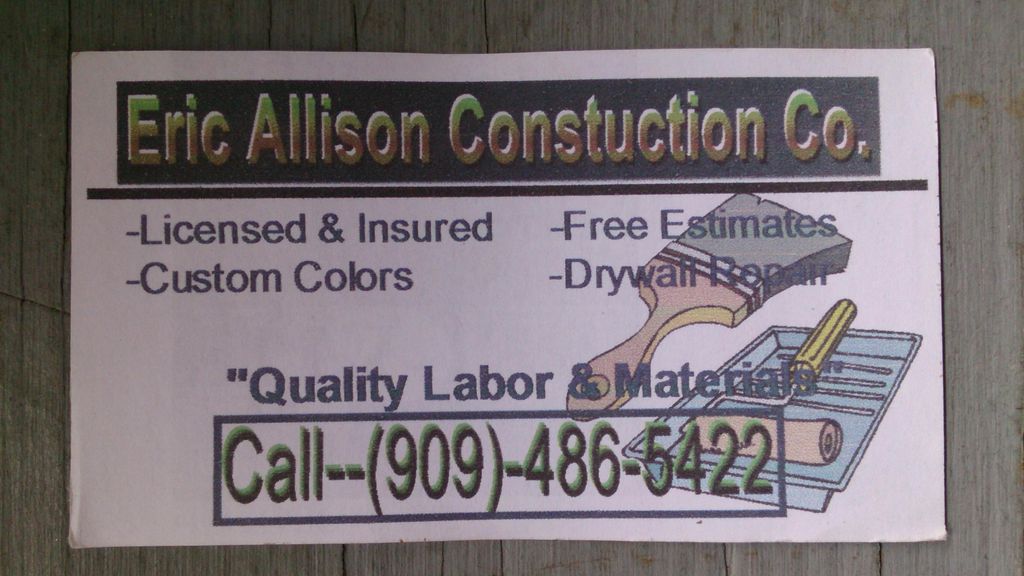 Eric Allison Constuction Co.
-Licensed & Insured -Free Estimates
-Custom Colors -Drywall Repair
"Quality Labor & Materials"
Call--(909)-486-5422